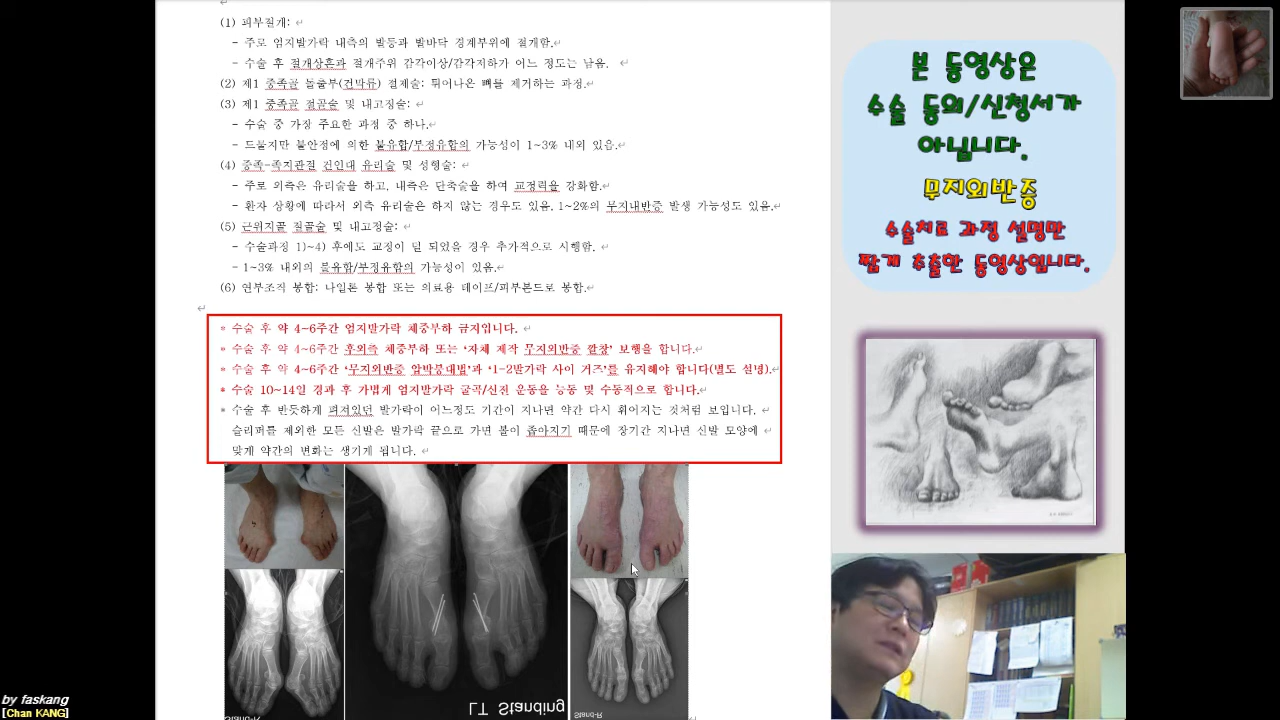 (1) 피부절개:
- 주로 엄지발가락 내측의 발등과 발바닥 경계부위에 절개함.
- 수술 후 절개상흔과 절개주위 감각이상/감각저하가 어느 정도는 남음.
(2) 제1 중족골 돌출부(건막류) 절제술: 튀어나온 뼈를 제거하는 과정.
(3) 제1 중족골 절골술 및 내고정술:
- 수술 중 가장 주요한 과정 중 하나.
- 드물지만 불안정에 의한 불유합/부정유합의 가능성이 1~3% 내외 있음.
(4) 중족-족지관절 건인대 유리술 및 성형술:
- 주로 외측은 유리술을 하고, 내측은 단축술을 하여 교정력을 강화함.
- 환자 상황에 따라서 외측 유리술은 하지 않는 경우도 있음. 1~2%의 무지내반증 발생 가능성도 있음.
(5) 근위지골 절골술 및 내고정술:
- 수술과정 1)~4) 후에도 교정이 덜 되었을 경우 추가적으로 시행함.
- 1~3% 내외의 불유합/부정유합의 가능성이 있음.
(6) 연부조직 봉합: 나일론 봉합 또는 의료용 테이프/피부본드로 봉합.
* 수술 후 약 4~6주간 엄지발가락 체중부하 금지입니다.
* 수술 후 약 4~6주간 후외측 체중부하 또는 '자체 제작 무지외반증 깔창' 보행을 합니다.
* 수술 후 약 4~6주간 '무지외반증 압박붕대법'과 '1-2발가락 사이 거즈'를 유지해야 합니다(별도 설명).
* 수술 10~14일 경과 후 가볍게 엄지발가락 굴곡/신전 운동을 능동 및 수동적으로 합니다.
* 수술 후 반듯하게 펴져있던 발가락이 어느정도 기간이 지나면 약간 다시 휘어지는 것처럼 보입니다.
슬리퍼를 제외한 모든 신발은 발가락 끝으로 가면 볼이 좁아지기 때문에 장기간 지나면 신발 모양에
맞게 약간의 변화는 생기게 됩니다.
LT Standing
Stand-R
Stand-R
본 동영상은
수술 동의/신청서가
아닙니다.
무지외반증
수술치료 과정 설명만
짧게 추출한 동영상입니다.
by faskang
[Chan KANG]